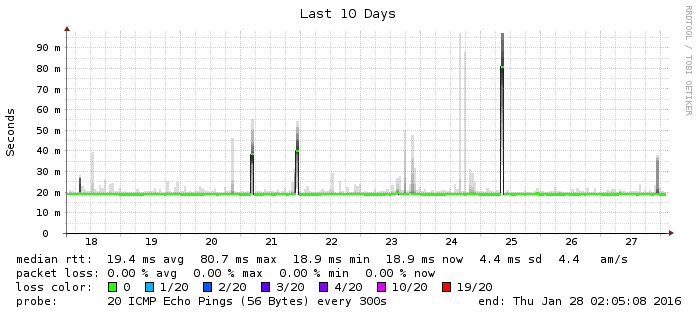 Last 10 Days
RRDTOOL / TOBI OETIKER
Seconds
90 m
80 m
70 m
60 m
50 m
40 m
30 m
20 m
10 m
0
18 19 20 21 22 23 24 25 26 27
median rtt: 19.4 ms avg 80.7 ms max 18.9 ms min 18.9 ms now 4.4 ms sd 4.4 am/s
packet loss: 0.00 % avg 0.00 % max 0.00 % min 0.00 % now
loss color: 0 1/20 2/20 3/20 4/20 10/20 19/20
probe: 20 ICMP Echo Pings (56 Bytes) every 300s end: Thu Jan 28 02:05:08 2016